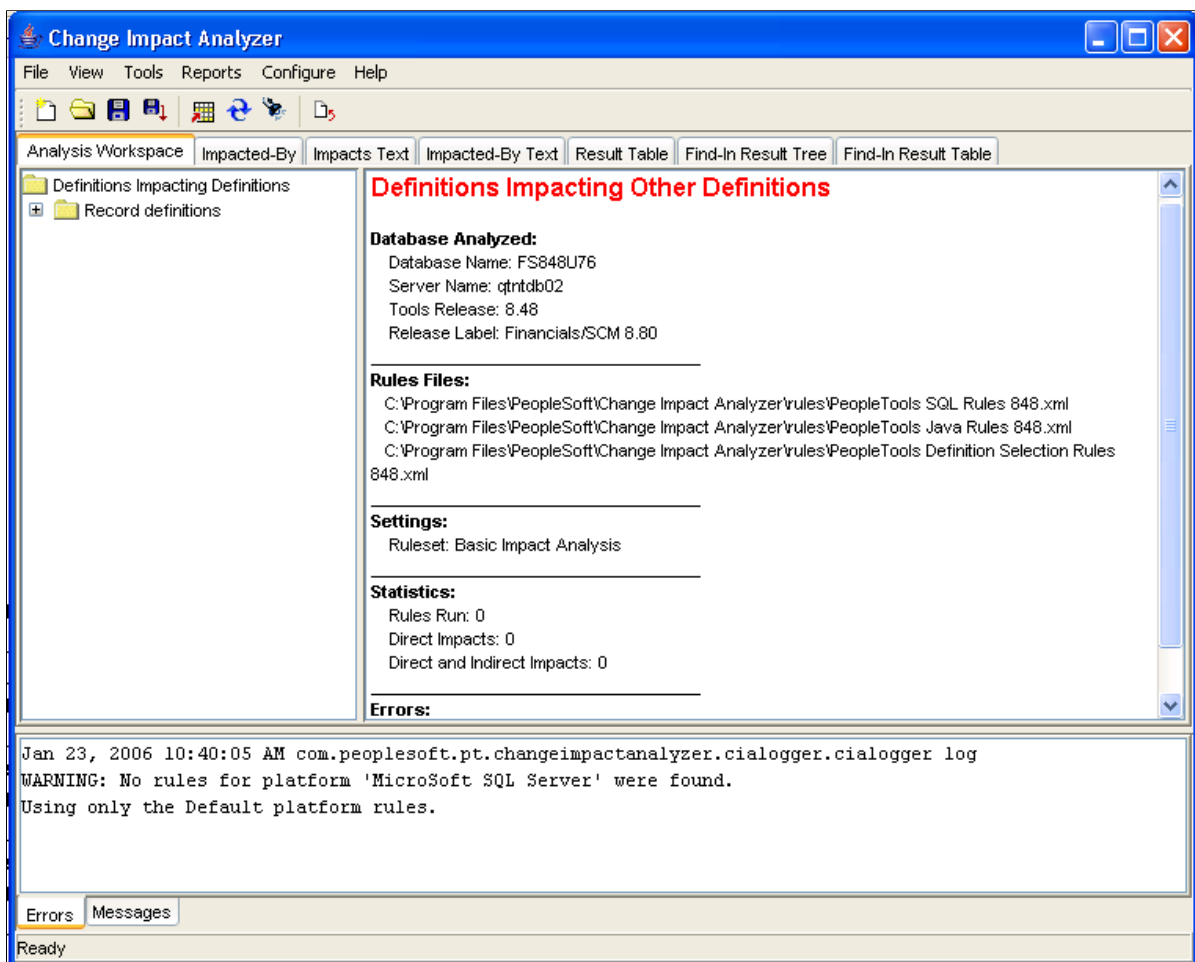 Change Impact Analyzer
File View Tools Reports Configure Help
Analysis Workspace Impacted-By Impacts Text Impacted-By Text Result Table Find-In Result Tree Find-In Result Table
Definitions Impacting Definitions
Record definitions
Definitions Impacting Other Definitions
Database Analyzed:
Database Name: FS848U76
Server Name: qtntdb02
Tools Release: 8.48
Release Label: Financials/SCM 8.80
Rules Files:
C:\Program Files\PeopleSoft\Change Impact Analyzer\rules\PeopleTools SQL Rules 848.xml
C:\Program Files\PeopleSoft\Change Impact Analyzer\rules\PeopleTools Java Rules 848.xml
C:\Program Files\PeopleSoft\Change Impact Analyzer\rules\PeopleTools Definition Selection Rules
848.xml
Settings:
Ruleset: Basic Impact Analysis
Statistics:
Rules Run: 0
Direct Impacts: 0
Direct and Indirect Impacts: 0
Errors:
Jan 23, 2006 10:40:05 AM com.peoplesoft.pt.changeimpactanalyzer.cialogger.cialogger log
WARNING: No rules for platform 'MicroSoft SQL Server' were found.
Using only the Default platform rules.
Errors Messages
Ready